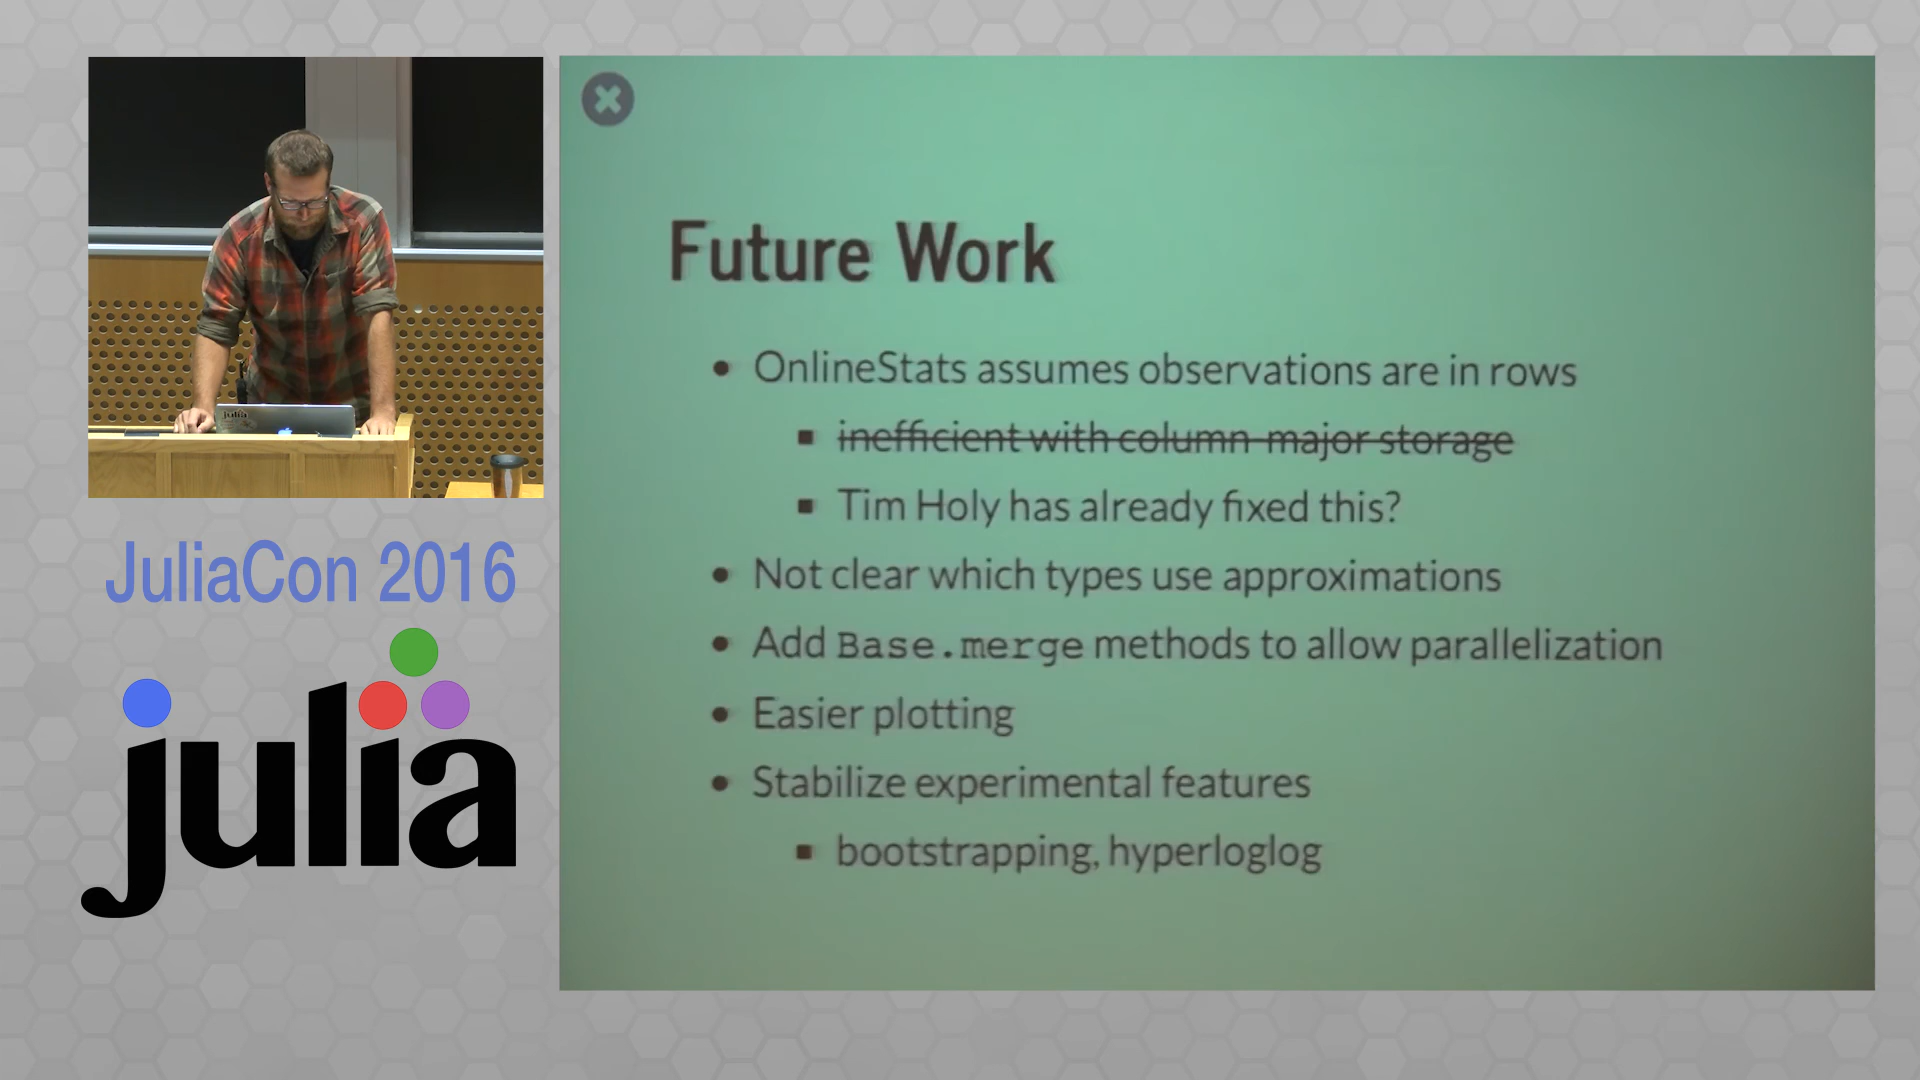 Future Work
OnlineStats assumes observations are in rows
inefficient with column-major storage
Tim Holy has already fixed this?
Not clear which types use approximations
Add Base.merge methods to allow parallelization
Easier plotting
Stabilize experimental features
bootstrapping, hyperloglog
julia
JuliaCon 2016
julia